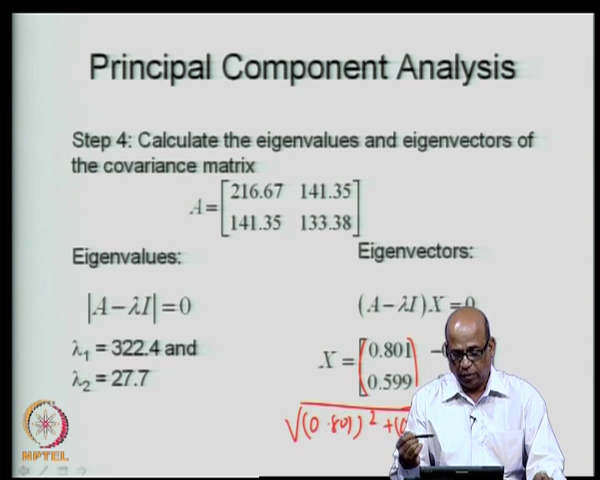 Principal Component Analysis
Step 4: Calculate the eigenvalues and eigenvectors of
the covariance matrix
A = [216.67 141.35
141.35 133.38]
Eigenvalues:
Eigenvectors:
|A − λI| = 0
(A − λI)X = 0
λ1 = 322.4 and
λ2 = 27.7
X = [0.801
0.599]
√(0.801)² + (0
NPTEL